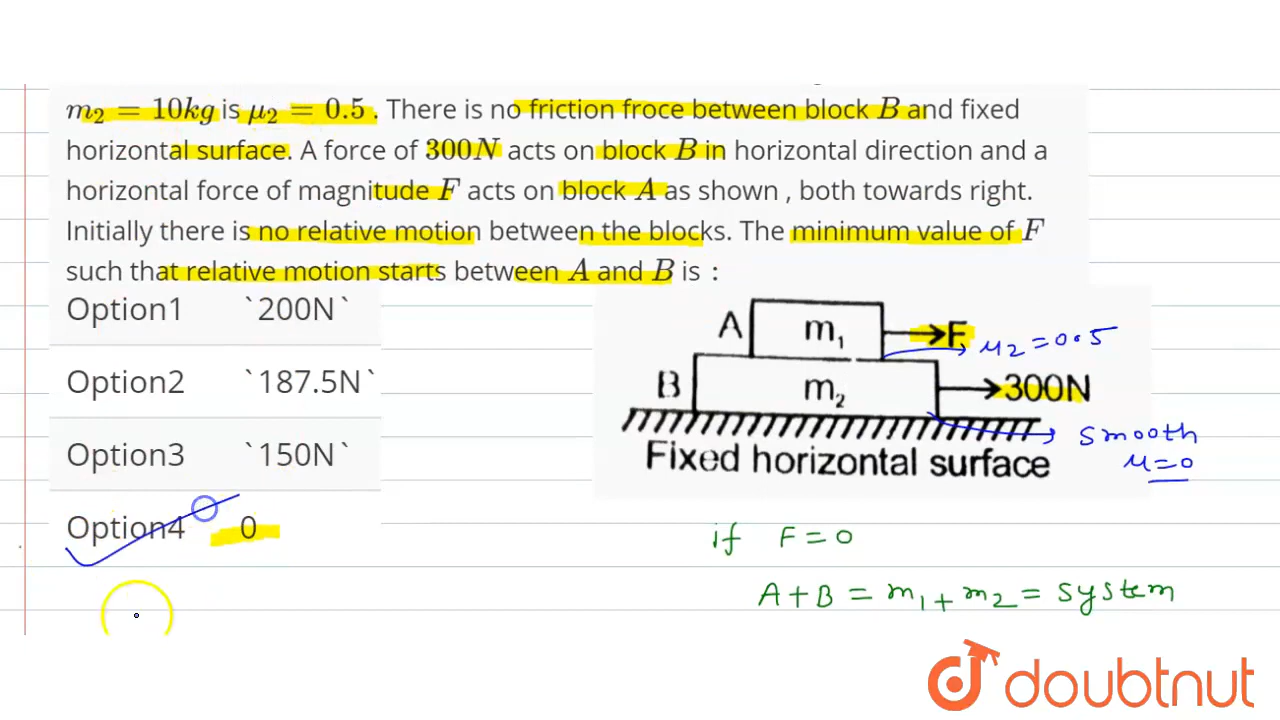 m₂ = 10kg is μ₂ = 0.5 . There is no friction froce between block B and fixed
horizontal surface. A force of 300N acts on block B in horizontal direction and a
horizontal force of magnitude F acts on block A as shown , both towards right.
Initially there is no relative motion between the blocks. The minimum value of F
such that relative motion starts between A and B is :
Option1 `200N`
Option2 `187.5N`
Option3 `150N`
Option4 0
A m₁ F
μ₂ = 0.5
B m₂ 300N
smooth
μ = 0
Fixed horizontal surface
if F = 0
A + B = m₁ + m₂ = system
doubtnut